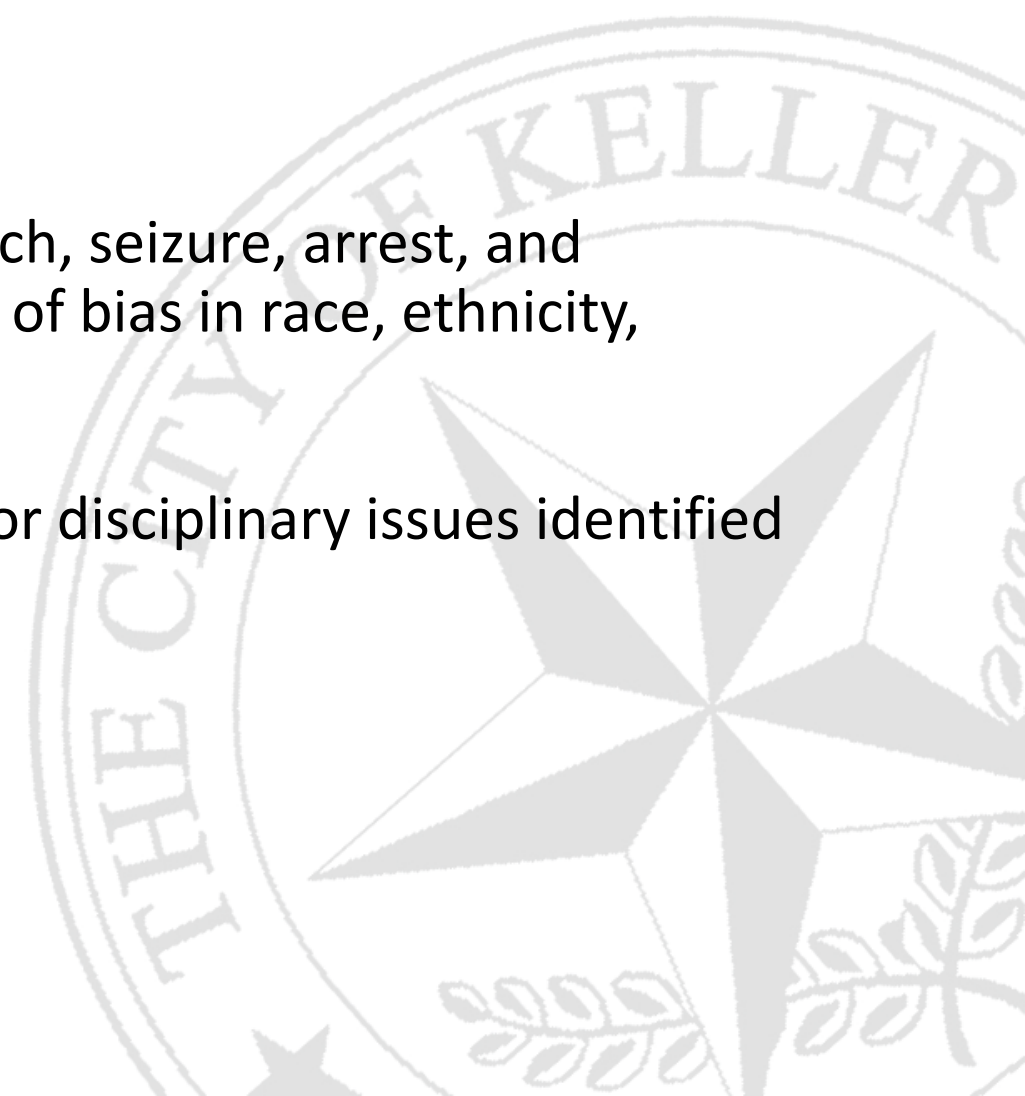 THE CITY OF KELLER
ch, seizure, arrest, and
of bias in race, ethnicity,
or disciplinary issues identified